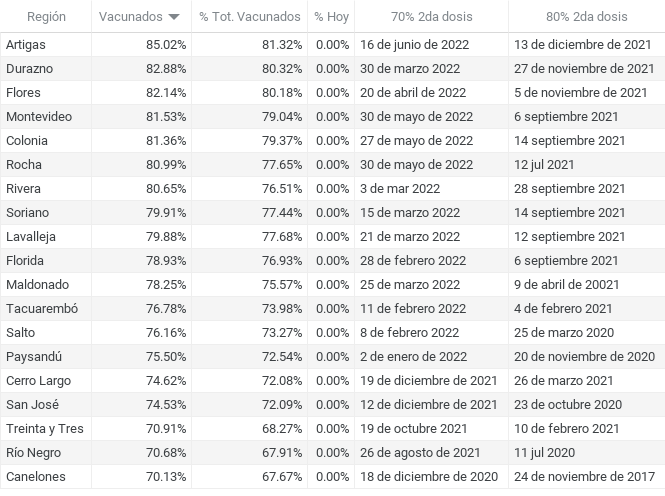 Región Vacunados % Tot. Vacunados % Hoy 70% 2da dosis 80% 2da dosis
Artigas 85.02% 81.32% 0.00% 16 de junio de 2022 13 de diciembre de 2021
Durazno 82.88% 80.32% 0.00% 30 de marzo 2022 27 de noviembre de 2021
Flores 82.14% 80.18% 0.00% 20 de abril de 2022 5 de noviembre de 2021
Montevideo 81.53% 79.04% 0.00% 30 de mayo de 2022 6 septiembre 2021
Colonia 81.36% 79.37% 0.00% 27 de mayo 2022 14 septiembre 2021
Rocha 80.99% 77.65% 0.00% 30 de mayo de 2022 12 jul 2021
Rivera 80.65% 76.51% 0.00% 3 de mar 2022 28 septiembre 2021
Soriano 79.91% 77.44% 0.00% 15 de marzo 2022 14 septiembre 2021
Lavalleja 79.88% 77.68% 0.00% 21 de marzo 2022 12 septiembre 2021
Florida 78.93% 76.93% 0.00% 28 de febrero 2022 6 septiembre 2021
Maldonado 78.25% 75.57% 0.00% 25 de marzo 2022 9 de abril de 20021
Tacuarembó 76.78% 73.98% 0.00% 11 de febrero 2022 4 de febrero 2021
Salto 76.16% 73.27% 0.00% 8 de febrero 2022 25 de marzo 2020
Paysandú 75.50% 72.54% 0.00% 2 de enero de 2022 20 de noviembre de 2020
Cerro Largo 74.62% 72.08% 0.00% 19 de diciembre de 2021 26 de marzo 2021
San José 74.53% 72.09% 0.00% 12 de diciembre de 2021 23 de octubre 2020
Treinta y Tres 70.91% 68.27% 0.00% 19 de octubre 2021 10 de febrero 2021
Río Negro 70.68% 67.91% 0.00% 26 de agosto de 2021 11 jul 2020
Canelones 70.13% 67.67% 0.00% 18 de diciembre de 2020 24 de noviembre de 2017